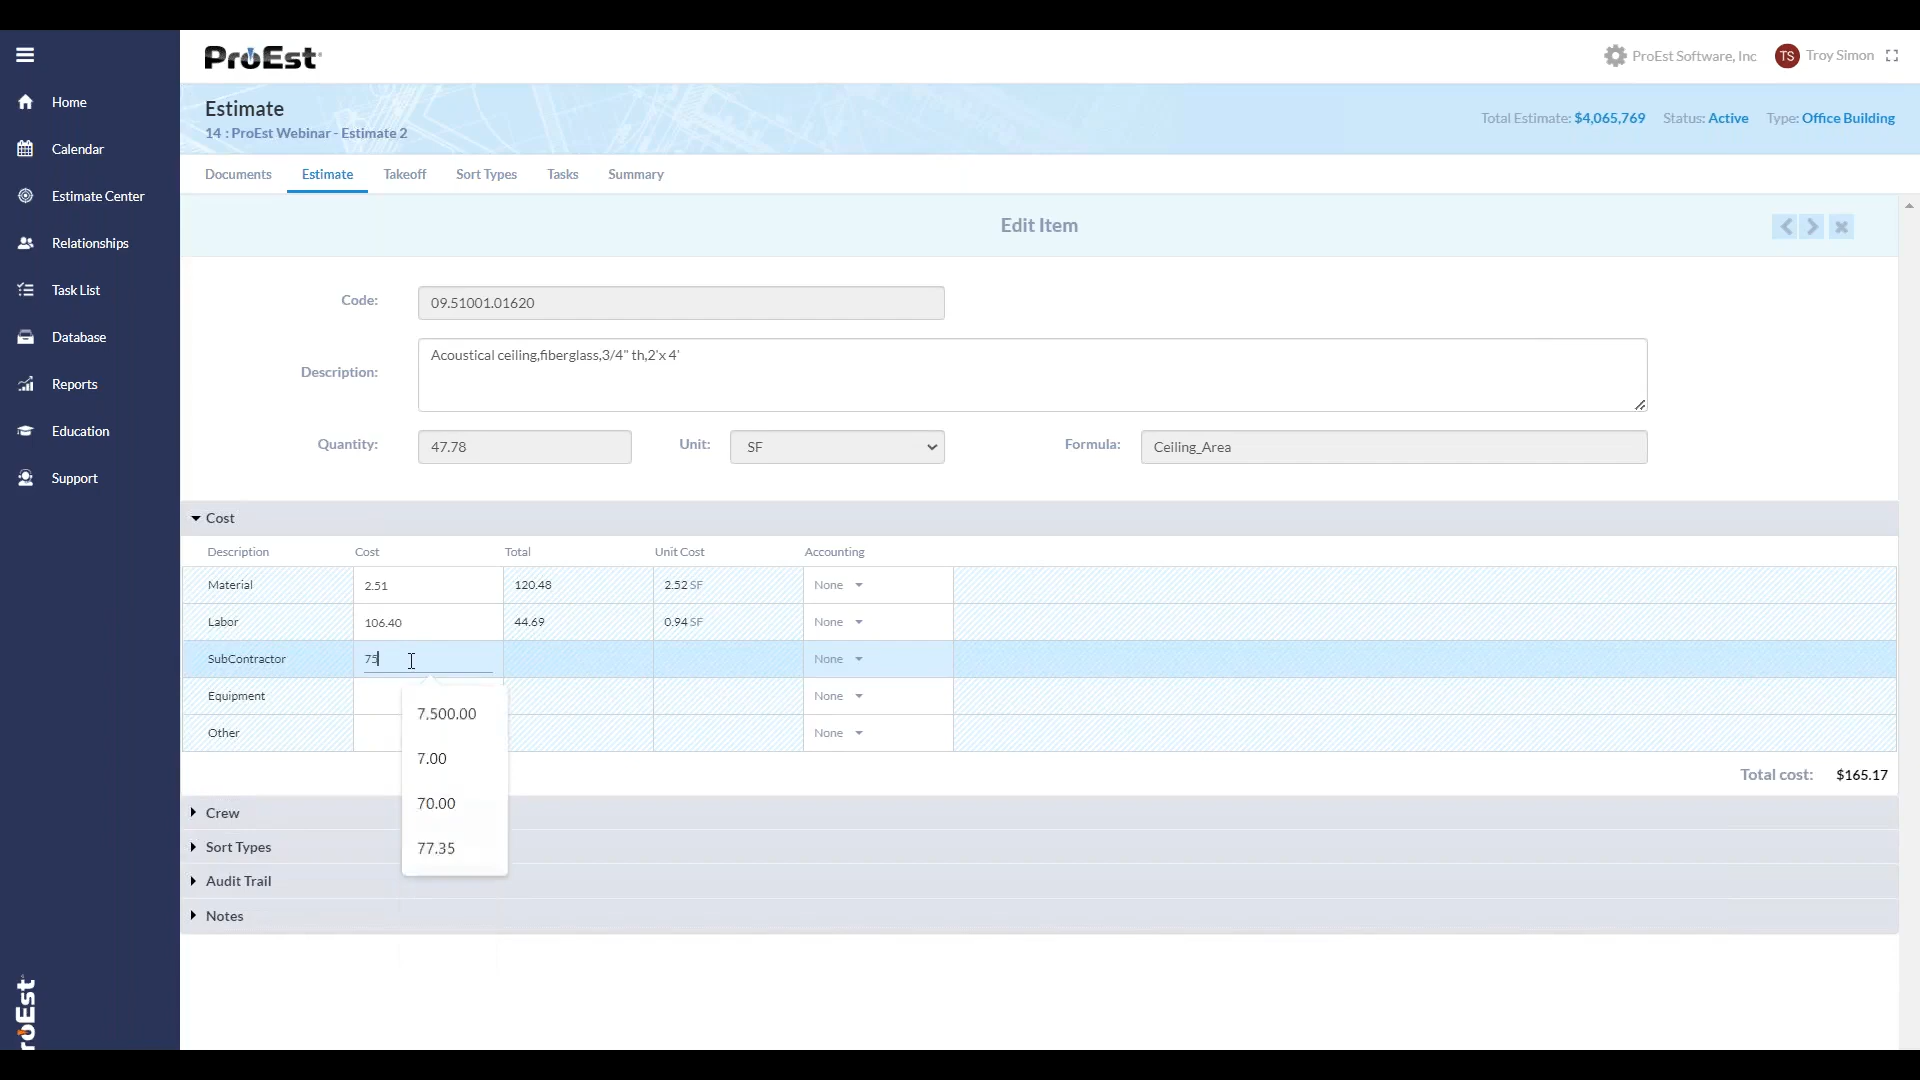 ProEst
ProEst Software, Inc TS Troy Simon
Home
Calendar
Estimate Center
Relationships
Task List
Database
Reports
Education
Support
Estimate
14 : ProEst Webinar - Estimate 2
Total Estimate: $4,065,769 Status: Active Type: Office Building
Documents Estimate Takeoff Sort Types Tasks Summary
Edit Item
Code: 09.51001.01620
Description: Acoustical ceiling,fiberglass,3/4" th,2'x 4'
Quantity: 47.78 Unit: SF Formula: Ceiling_Area
Cost
Description Cost Total Unit Cost Accounting
Material 2.51 120.48 2.52 SF None
Labor 106.40 44.69 0.94 SF None
SubContractor 75 None
Equipment None
Other None
7,500.00
7.00
70.00
77.35
Total cost: $165.17
Crew
Sort Types
Audit Trail
Notes
roEst